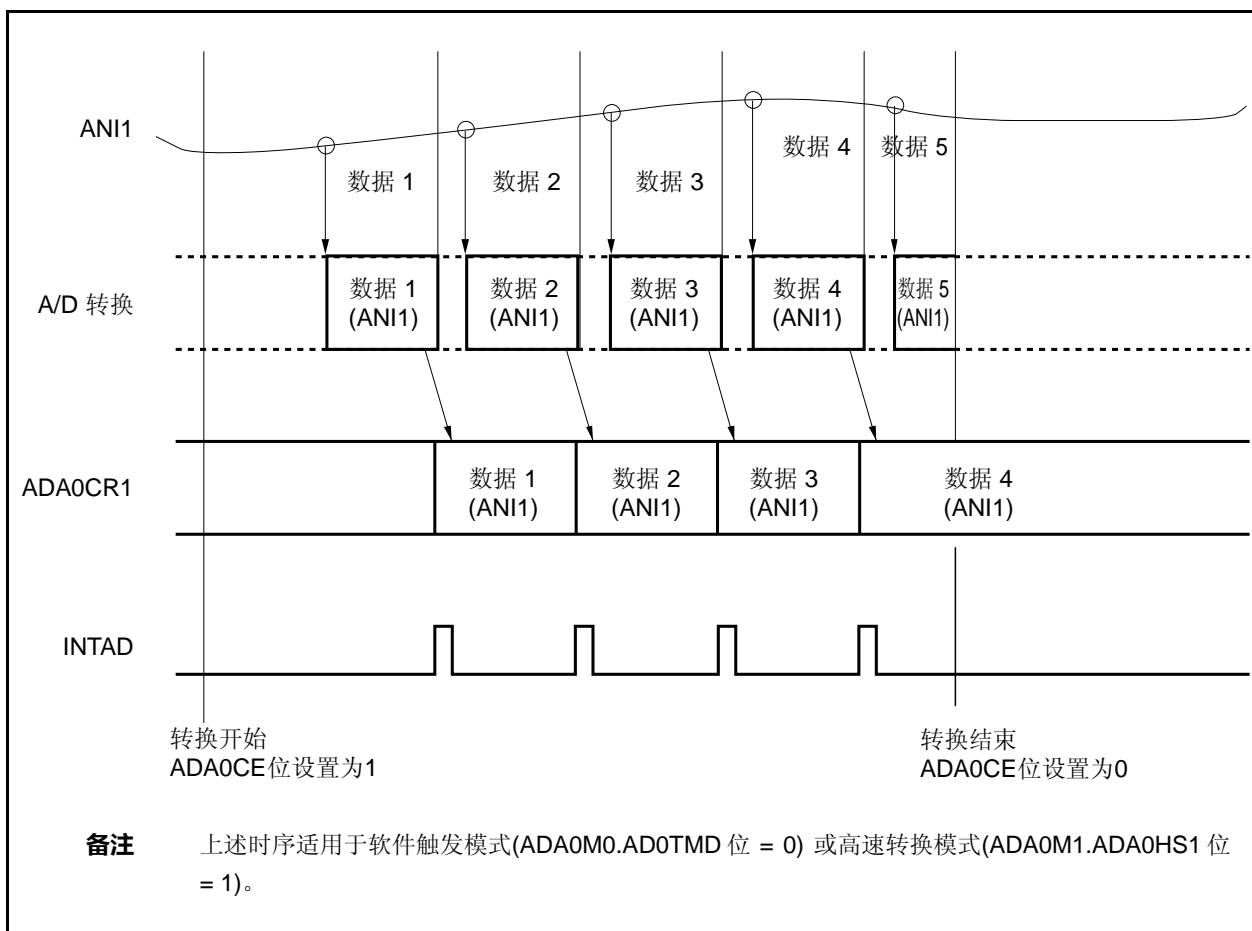 ANI1
数据 1
数据 2
数据 3
数据 4
数据 5
A/D 转换
数据 1
(ANI1)
数据 2
(ANI1)
数据 3
(ANI1)
数据 4
(ANI1)
数据 5
(ANI1)
ADA0CR1
数据 1
(ANI1)
数据 2
(ANI1)
数据 3
(ANI1)
数据 4
(ANI1)
INTAD
转换开始
ADA0CE位设置为1
转换结束
ADA0CE位设置为0
备注 上述时序适用于软件触发模式(ADA0M0.AD0TMD 位 = 0) 或高速转换模式(ADA0M1.ADA0HS1 位
= 1)。